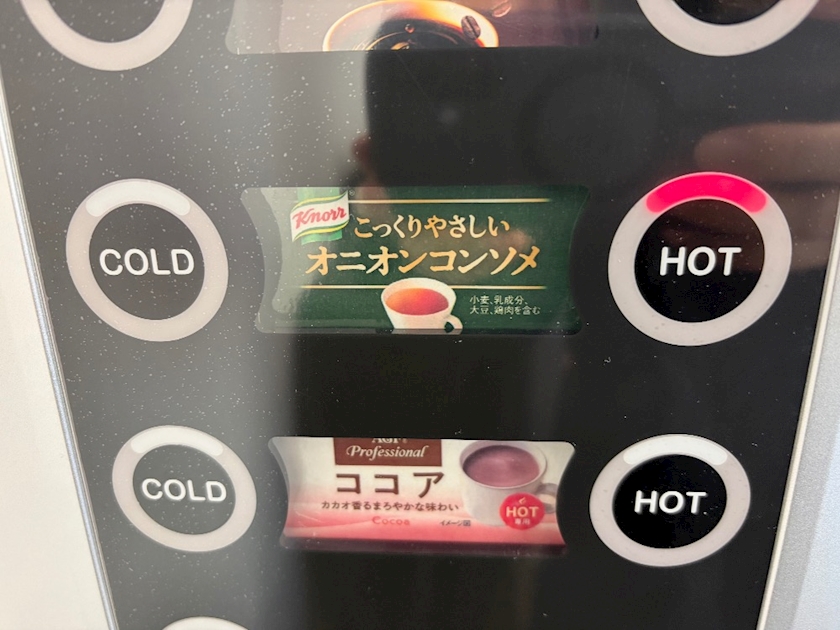 Knorr
こっくりやさしい
オニオンコンソメ
小麦、乳成分、
大豆、鶏肉を含む
COLD
HOT
AGF
Professional
ココア
カカオ香るまろやかな味わい
Cocoa
イメージ図
HOT
専用
COLD
HOT